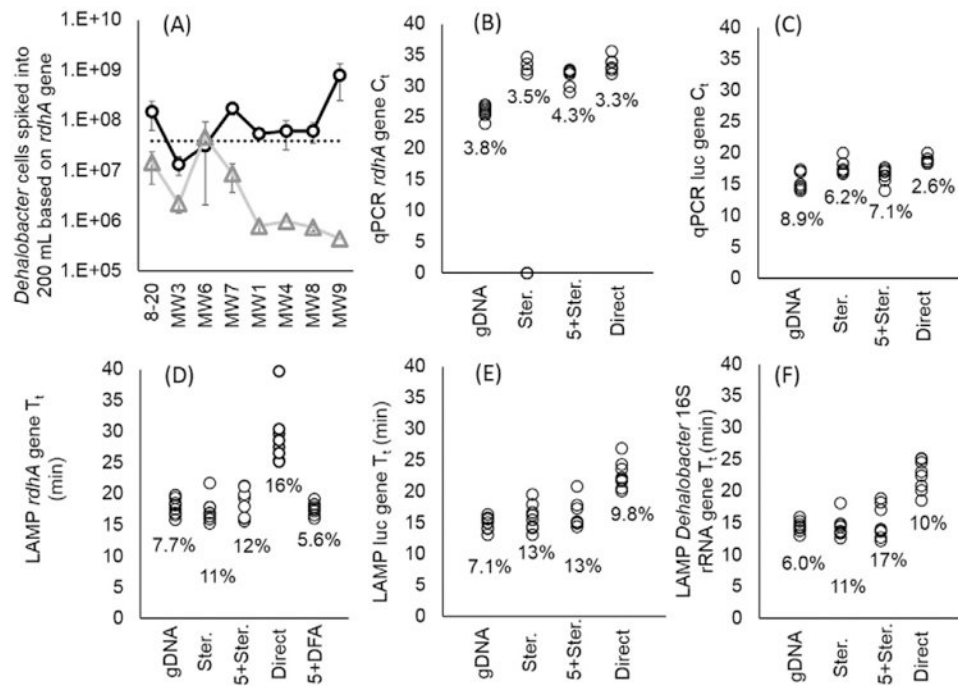 (A)
Dehalobacter cells spiked into
200 mL based on rdhA gene
1.E+10
1.E+09
1.E+08
1.E+07
1.E+06
1.E+05
8-20
MW3
MW6
MW7
MW1
MW4
MW8
MW9
(B)
qPCR rdhA gene Ct
40
35
30
25
20
15
10
5
0
3.8%
3.5%
4.3%
3.3%
gDNA
Ster.
5+Ster.
Direct
(C)
qPCR luc gene Ct
40
35
30
25
20
15
10
5
0
8.9%
6.2%
7.1%
2.6%
gDNA
Ster.
5+Ster.
Direct
(D)
LAMP rdhA gene Tt
(min)
40
35
30
25
20
15
10
5
0
7.7%
11%
12%
16%
5.6%
gDNA
Ster.
5+Ster.
Direct
5+DFA
(E)
LAMP luc gene Tt (min)
40
35
30
25
20
15
10
5
0
7.1%
13%
13%
9.8%
gDNA
Ster.
5+Ster.
Direct
(F)
LAMP Dehalobacter 16S
rRNA gene Tt (min)
40
35
30
25
20
15
10
5
0
6.0%
11%
17%
10%
gDNA
Ster.
5+Ster.
Direct